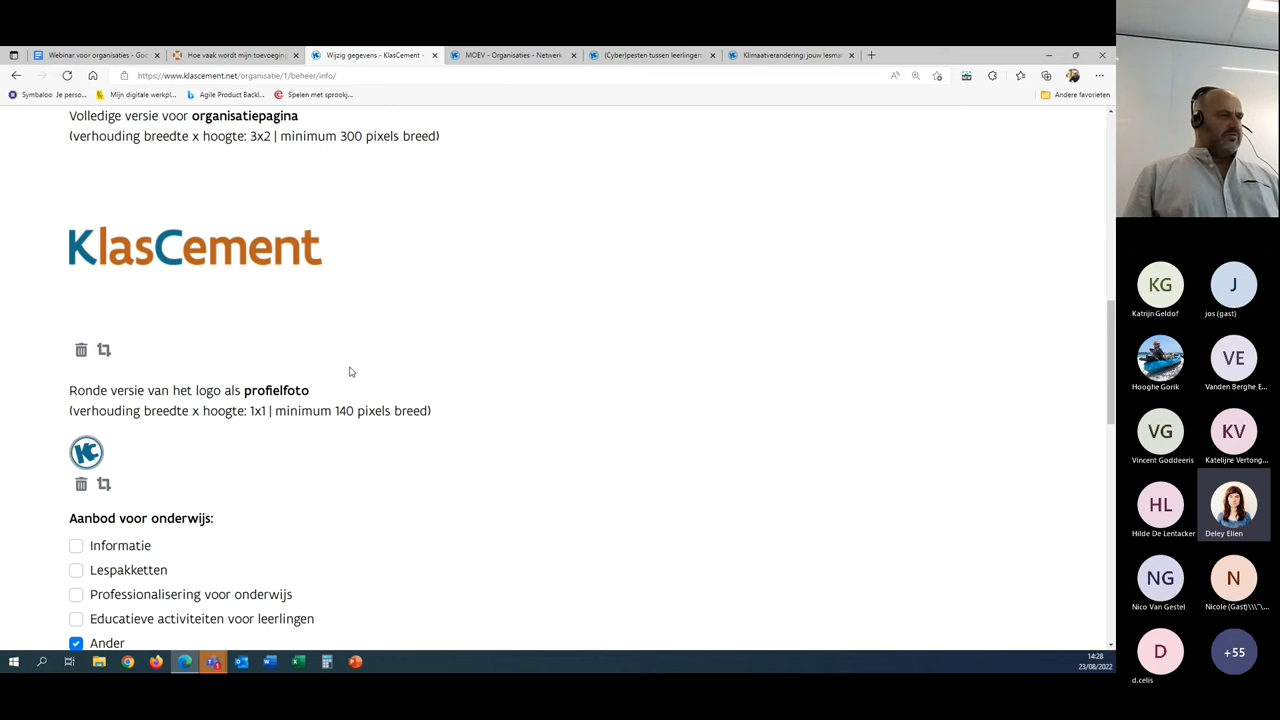 Webinar voor organisaties - Goo
Hoe vaak wordt mijn toevoeging
Wijzig gegevens - KlasCement -
MOEV - Organisaties - Netwerk
(Cyber)pesten tussen leerlingen
Klimaatverandering: jouw lesma
https://www.klascement.net/organisatie/1/beheer/info/
Symbaloo Je perso...
Mijn digitale werkpl...
Agile Product Backl...
Spelen met sprookj...
Andere favorieten
Volledige versie voor organisatiepagina
(verhouding breedte x hoogte: 3x2 | minimum 300 pixels breed)
KlasCement
Ronde versie van het logo als profielfoto
(verhouding breedte x hoogte: 1x1 | minimum 140 pixels breed)
KC
Aanbod voor onderwijs:
Informatie
Lespakketten
Professionalisering voor onderwijs
Educatieve activiteiten voor leerlingen
Ander
14:28
23/08/2022
KG
Katrijn Geldof
J
jos (gast)
Hooghe Gorik
VE
Vanden Berghe E...
VG
Vincent Goddeeris
KV
Katelijne Vertong...
HL
Hilde De Lentacker
Deley Elien
NG
Nico Van Gestel
N
Nicole (Gast)
D
d.celis
+55